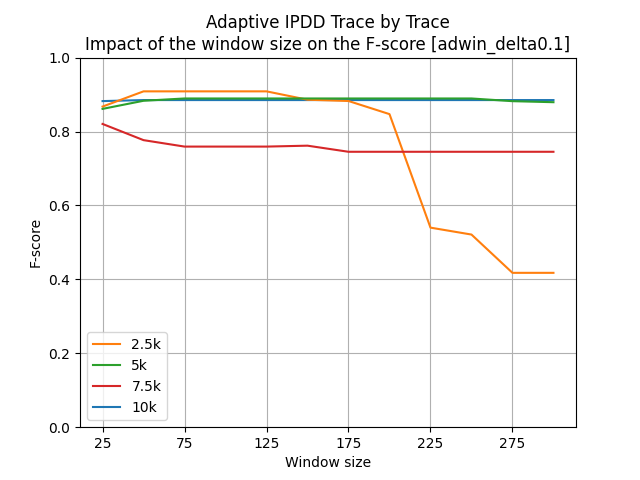 Adaptive IPDD Trace by Trace
Impact of the window size on the F-score [adwin_delta0.1]
1.0
0.8
0.6
0.4
0.2
0.0
F-score
2.5k
5k
7.5k
10k
25 75 125 175 225 275
Window size